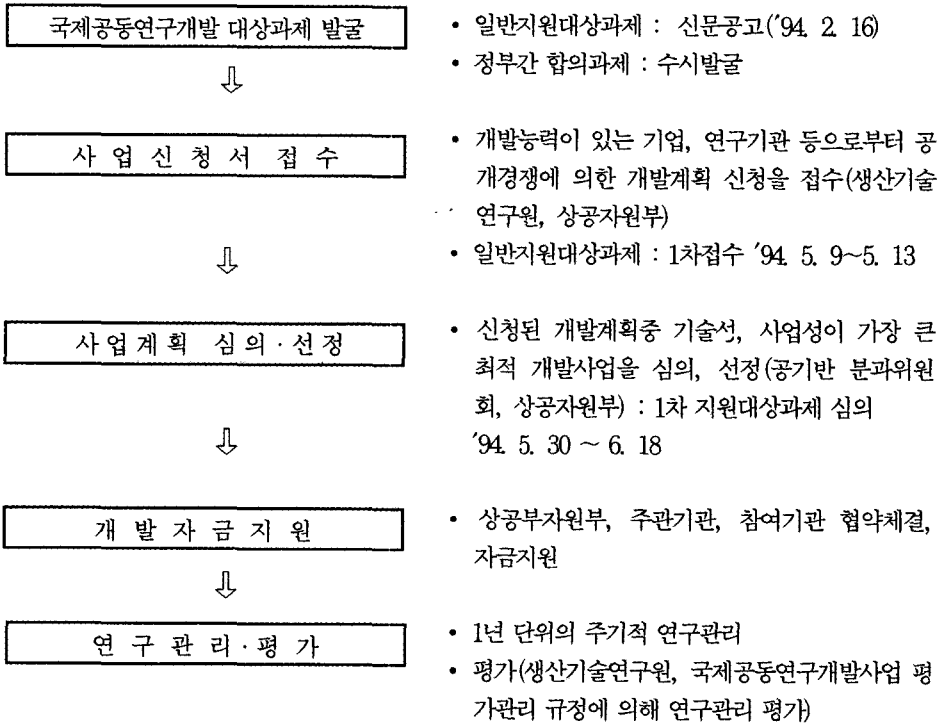 국제공동연구개발 대상과제 발굴
• 일반지원대상과제 : 신문공고('94. 2. 16)
• 정부간 합의과제 : 수시발굴
⇩
사 업 신 청 서 접 수
• 개발능력이 있는 기업, 연구기관 등으로부터 공
개경쟁에 의한 개발계획 신청을 접수(생산기술
연구원, 상공자원부)
• 일반지원대상과제 : 1차접수 '94. 5. 9~5. 13
⇩
사 업 계 획 심 의 · 선 정
• 신청된 개발계획중 기술성, 사업성이 가장 큰
최적 개발사업을 심의, 선정(공기반 분과위원
회, 상공자원부) : 1차 지원대상과제 심의
'94. 5. 30 ~ 6. 18
⇩
개 발 자 금 지 원
• 상공부자원부, 주관기관, 참여기관 협약체결,
자금지원
⇩
연 구 관 리 · 평 가
• 1년 단위의 주기적 연구관리
• 평가(생산기술연구원, 국제공동연구개발사업 평
가관리 규정에 의해 연구관리 평가)